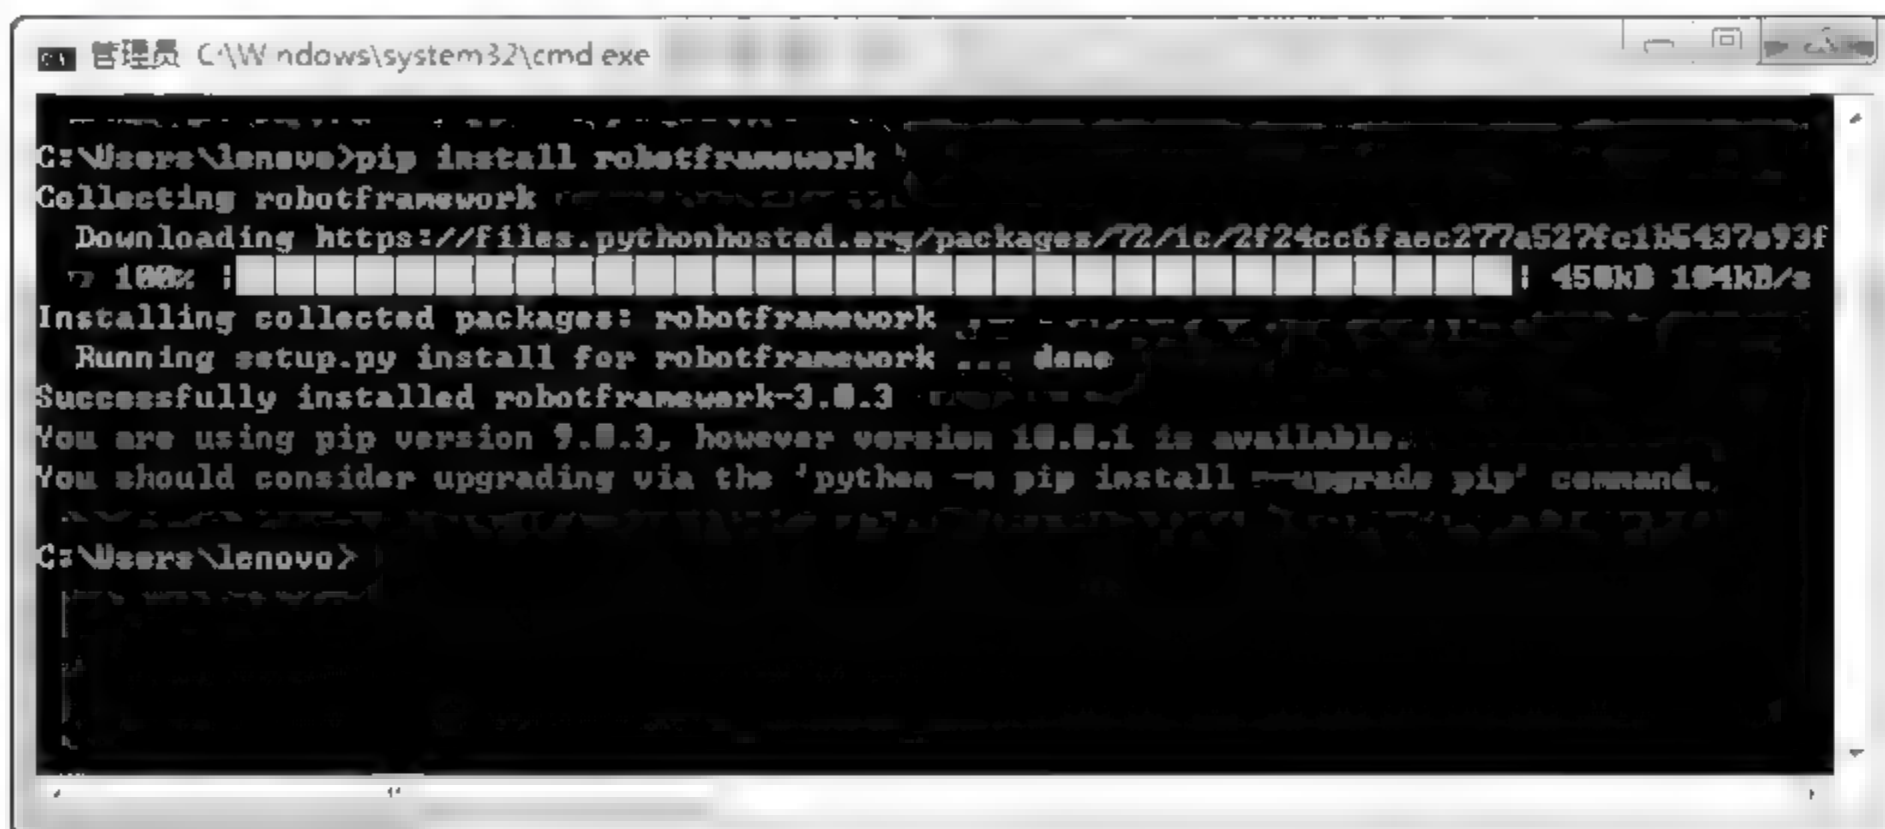 管理员 C:\Windows\system32\cmd.exe
C:\Users\lenovo>pip install robotframework
Collecting robotframework
Downloading https://files.pythonhosted.org/packages/72/1c/2f24cc6faec277a527fc1b5437e93f
100% | | 450kB 104kB/s
Installing collected packages: robotframework
Running setup.py install for robotframework ... done
Successfully installed robotframework-3.0.3
You are using pip version 9.0.3, however version 10.0.1 is available.
You should consider upgrading via the 'python -m pip install --upgrade pip' command.
C:\Users\lenovo>